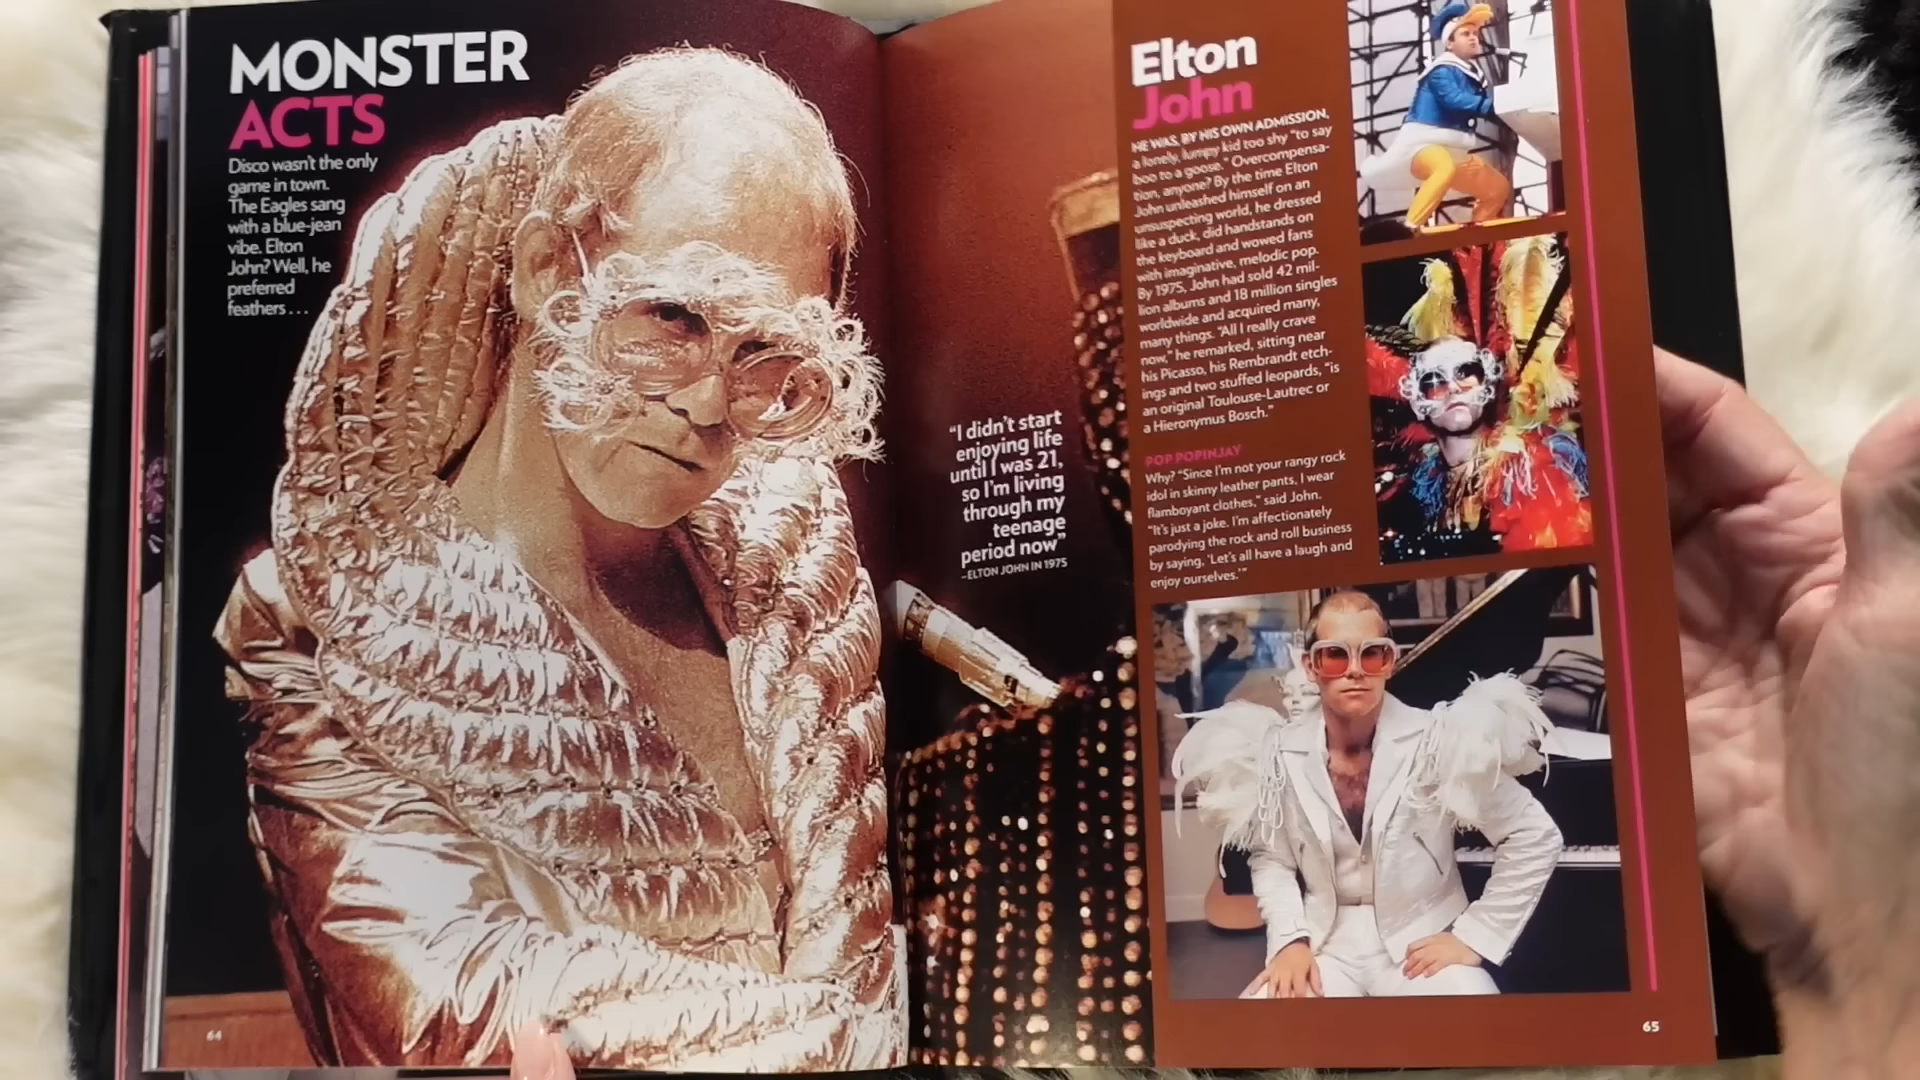 MONSTER
ACTS
Disco wasn't the only
game in town.
The Eagles sang
with a blue-jean
vibe. Elton
John? Well, he
preferred
feathers...
"I didn't start
enjoying life
until I was 21,
so I'm living
through my
teenage
period now"
–ELTON JOHN IN 1975
Elton
John
HE WAS, BY HIS OWN ADMISSION,
a lonely, lumpy kid too shy "to say
boo to a goose." Overcompensa-
tion, anyone? By the time Elton
John unleashed himself on an
unsuspecting world, he dressed
like a duck, did handstands on
the keyboard and wowed fans
with imaginative, melodic pop.
By 1975, John had sold 42 mil-
lion albums and 18 million singles
worldwide and acquired many,
many things. "All I really crave
now," he remarked, sitting near
his Picasso, his Rembrandt etch-
ings and two stuffed leopards, "is
an original Toulouse-Lautrec or
a Hieronymus Bosch."
POP POPINJAY
Why? "Since I'm not your rangy rock
idol in skinny leather pants, I wear
flamboyant clothes," said John.
"It's just a joke. I'm affectionately
parodying the rock and roll business
by saying, 'Let's all have a laugh and
enjoy ourselves.'"
64
65